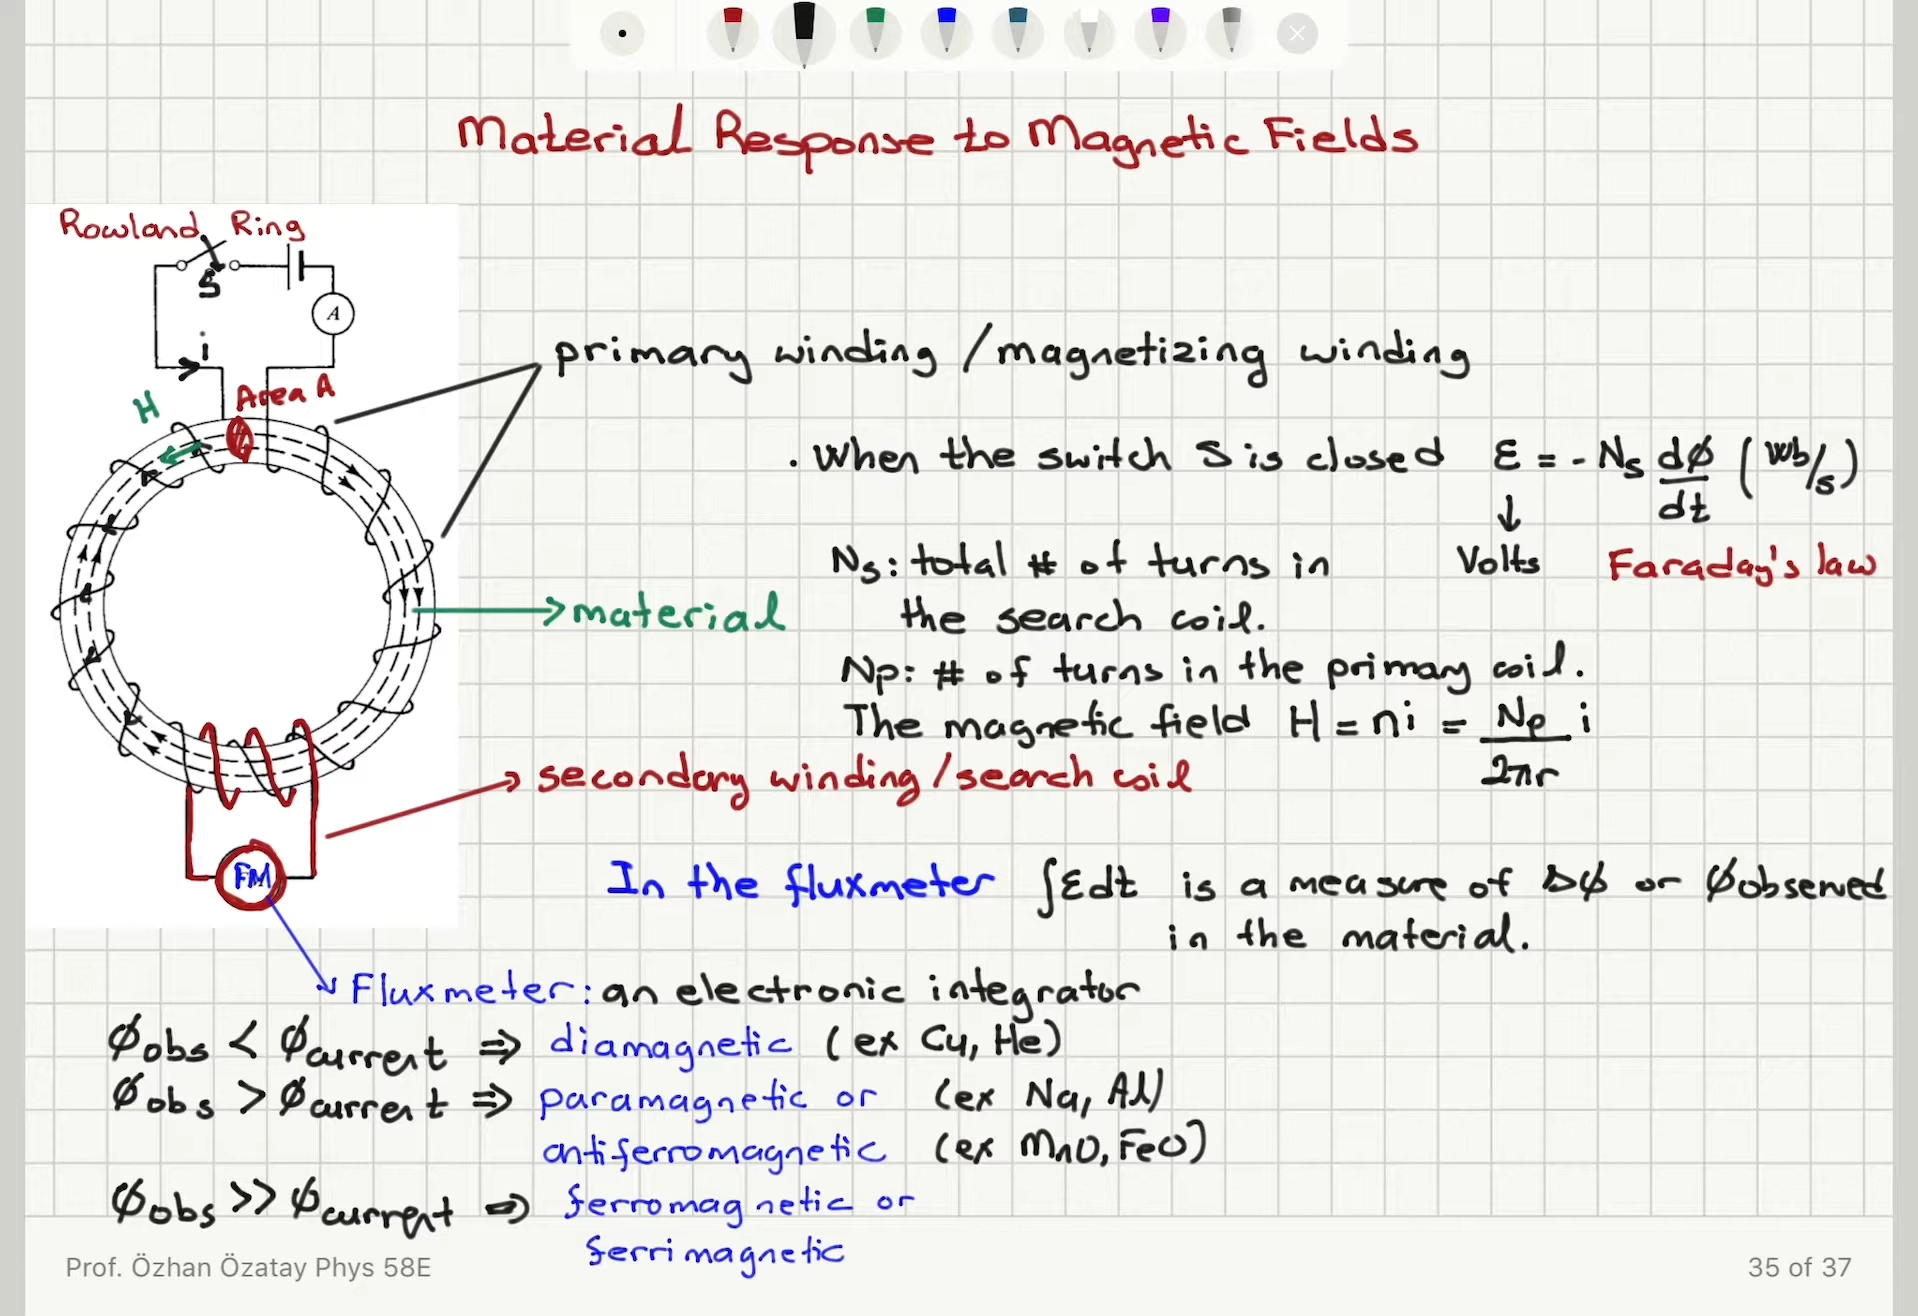 Material Response to Magnetic Fields
Rowland Ring
S
A
i
Area A
H
primary winding / magnetizing winding
. When the switch S is closed ε = - Ns dφ/dt (Wb/s)
Volts Faraday's law
Ns: total # of turns in
the search coil.
material
Np: # of turns in the primary coil.
The magnetic field H = ni = Np/2πr i
secondary winding / search coil
FM
In the fluxmeter ∫εdt is a measure of Δφ or φobserved
in the material.
Fluxmeter: an electronic integrator
φobs < φcurrent ⇒ diamagnetic (ex Cu, He)
φobs > φcurrent ⇒ paramagnetic or (ex Na, Al)
antiferromagnetic (ex MnO, FeO)
φobs >> φcurrent ⇒ ferromagnetic or
ferrimagnetic
Prof. Özhan Özatay Phys 58E
35 of 37